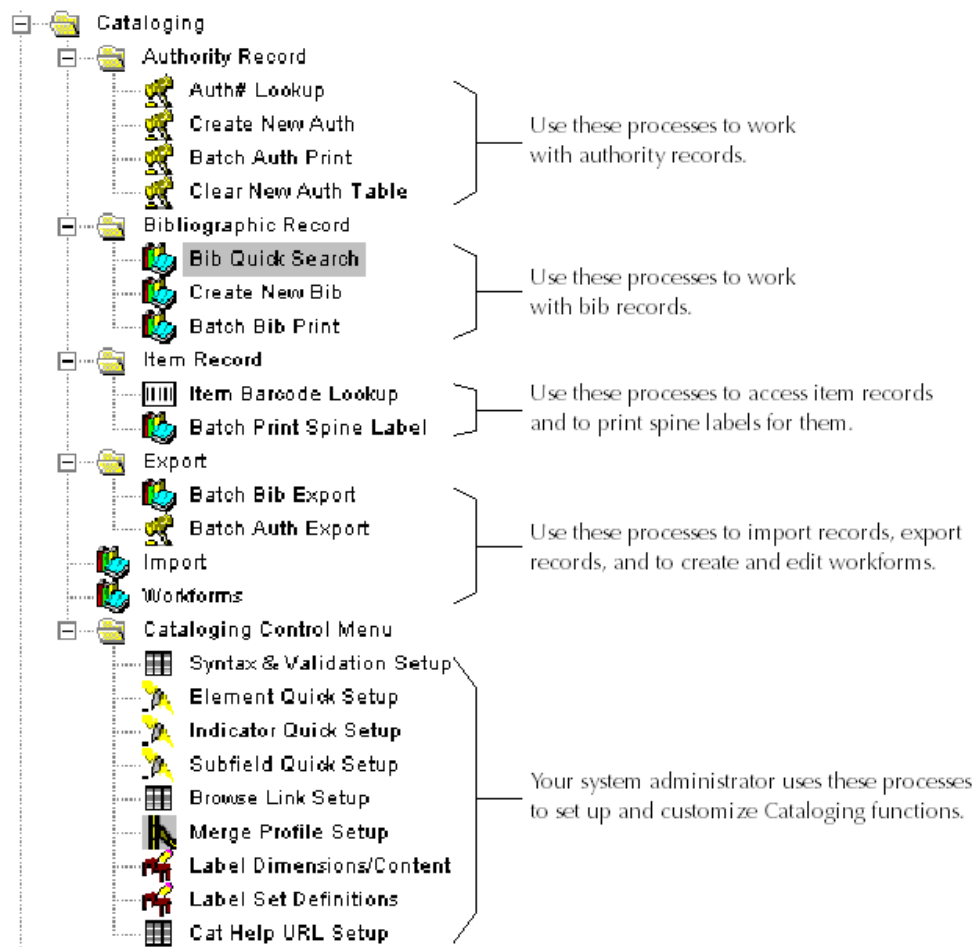 Cataloging
Authority Record
Auth# Lookup
Create New Auth
Batch Auth Print
Clear New Auth Table
Use these processes to work
with authority records.
Bibliographic Record
Bib Quick Search
Create New Bib
Batch Bib Print
Use these processes to work
with bib records.
Item Record
Item Barcode Lookup
Batch Print Spine Label
Use these processes to access item records
and to print spine labels for them.
Export
Batch Bib Export
Batch Auth Export
Import
Workforms
Use these processes to import records, export
records, and to create and edit workforms.
Cataloging Control Menu
Syntax & Validation Setup
Element Quick Setup
Indicator Quick Setup
Subfield Quick Setup
Browse Link Setup
Merge Profile Setup
Label Dimensions/Content
Label Set Definitions
Cat Help URL Setup
Your system administrator uses these processes
to set up and customize Cataloging functions.